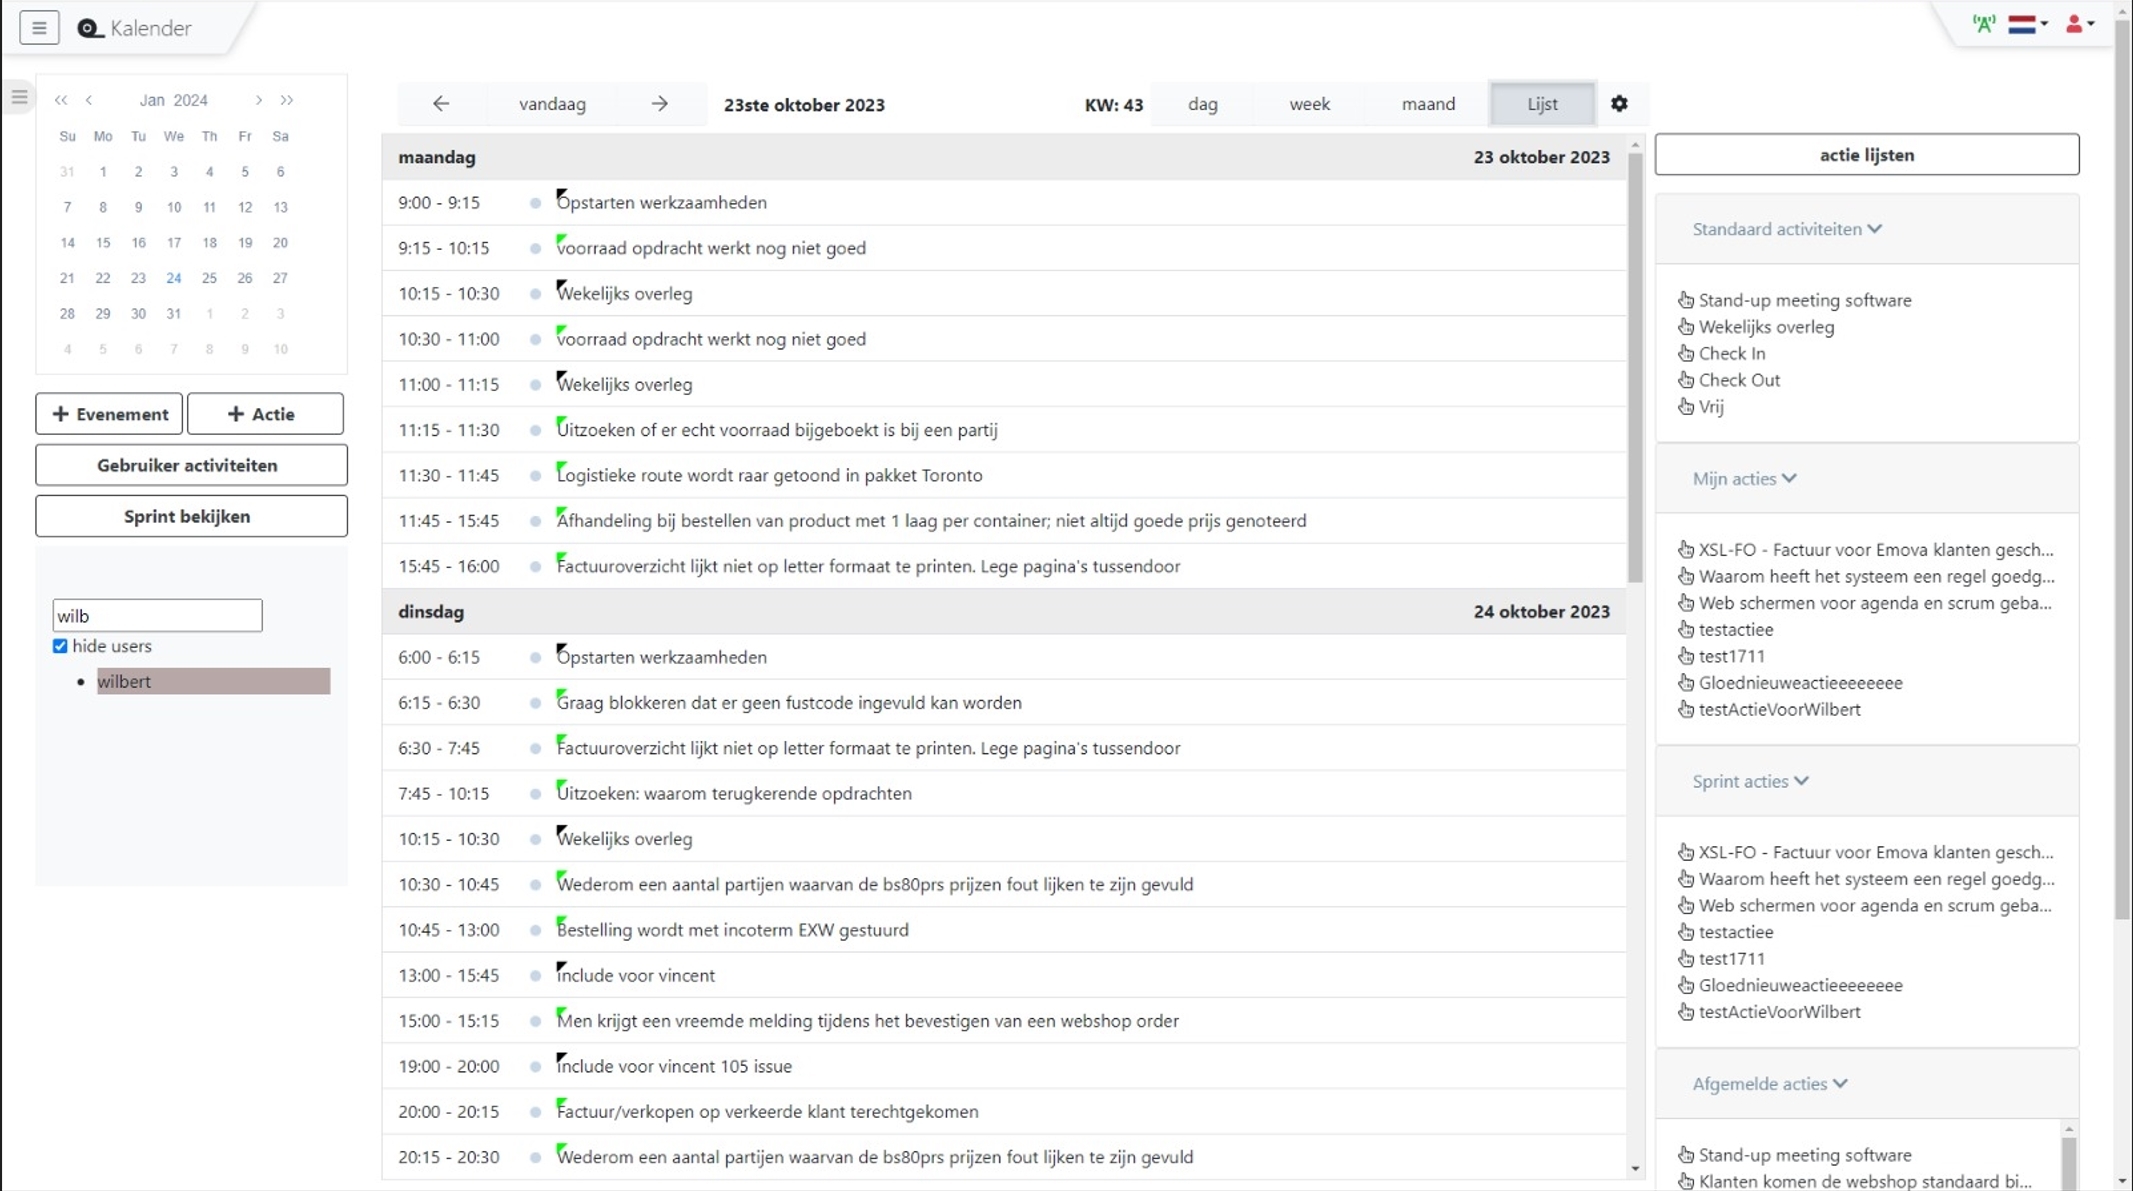 Kalender
Jan 2024
Su Mo Tu We Th Fr Sa
31 1 2 3 4 5 6
7 8 9 10 11 12 13
14 15 16 17 18 19 20
21 22 23 24 25 26 27
28 29 30 31 1 2 3
4 5 6 7 8 9 10
+ Evenement
+ Actie
Gebruiker activiteiten
Sprint bekijken
wilb
hide users
wilbert
vandaag
23ste oktober 2023
KW: 43
dag
week
maand
Lijst
maandag 23 oktober 2023
9:00 - 9:15 Opstarten werkzaamheden
9:15 - 10:15 voorraad opdracht werkt nog niet goed
10:15 - 10:30 Wekelijks overleg
10:30 - 11:00 voorraad opdracht werkt nog niet goed
11:00 - 11:15 Wekelijks overleg
11:15 - 11:30 Uitzoeken of er echt voorraad bijgeboekt is bij een partij
11:30 - 11:45 Logistieke route wordt raar getoond in pakket Toronto
11:45 - 15:45 Afhandeling bij bestellen van product met 1 laag per container; niet altijd goede prijs genoteerd
15:45 - 16:00 Factuuroverzicht lijkt niet op letter formaat te printen. Lege pagina's tussendoor
dinsdag 24 oktober 2023
6:00 - 6:15 Opstarten werkzaamheden
6:15 - 6:30 Graag blokkeren dat er geen fustcode ingevuld kan worden
6:30 - 7:45 Factuuroverzicht lijkt niet op letter formaat te printen. Lege pagina's tussendoor
7:45 - 10:15 Uitzoeken: waarom terugkerende opdrachten
10:15 - 10:30 Wekelijks overleg
10:30 - 10:45 Wederom een aantal partijen waarvan de bs80prs prijzen fout lijken te zijn gevuld
10:45 - 13:00 Bestelling wordt met incoterm EXW gestuurd
13:00 - 15:45 include voor vincent
15:00 - 15:15 Men krijgt een vreemde melding tijdens het bevestigen van een webshop order
19:00 - 20:00 include voor vincent 105 issue
20:00 - 20:15 Factuur/verkopen op verkeerde klant terechtgekomen
20:15 - 20:30 Wederom een aantal partijen waarvan de bs80prs prijzen fout lijken te zijn gevuld
actie lijsten
Standaard activiteiten
Stand-up meeting software
Wekelijks overleg
Check In
Check Out
Vrij
Mijn acties
XSL-FO - Factuur voor Emova klanten gesch...
Waarom heeft het systeem een regel goedg...
Web schermen voor agenda en scrum geba...
testactiee
test1711
Gloednieuweactieeeeeeee
testActieVoorWilbert
Sprint acties
XSL-FO - Factuur voor Emova klanten gesch...
Waarom heeft het systeem een regel goedg...
Web schermen voor agenda en scrum geba...
testactiee
test1711
Gloednieuweactieeeeeeee
testActieVoorWilbert
Afgemelde acties
Stand-up meeting software
Klanten komen de webshop standaard bi...